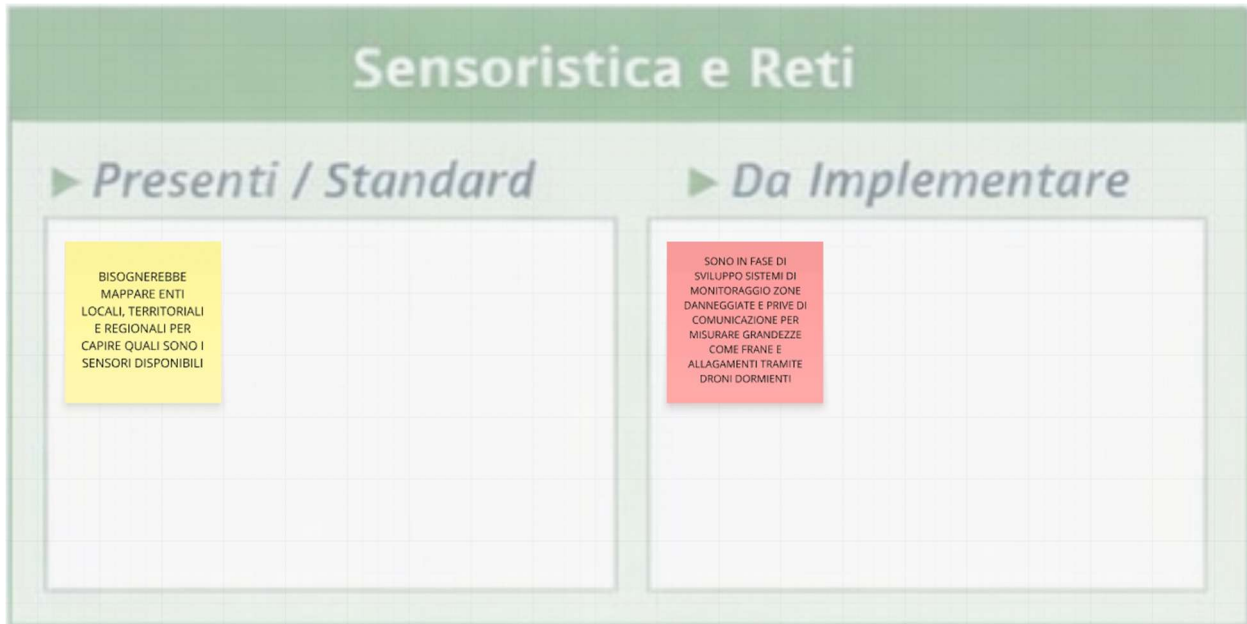 Sensoristica e Reti
Presenti / Standard
BISOGNEREBBE
MAPPARE ENTI
LOCALI, TERRITORIALI
E REGIONALI PER
CAPIRE QUALI SONO I
SENSORI DISPONIBILI
Da Implementare
SONO IN FASE DI
SVILUPPO SISTEMI DI
MONITORAGGIO ZONE
DANNEGGIATE E PRIVE DI
COMUNICAZIONE PER
MISURARE GRANDEZZE
COME FRANE E
ALLAGAMENTI TRAMITE
DRONI DORMIENTI